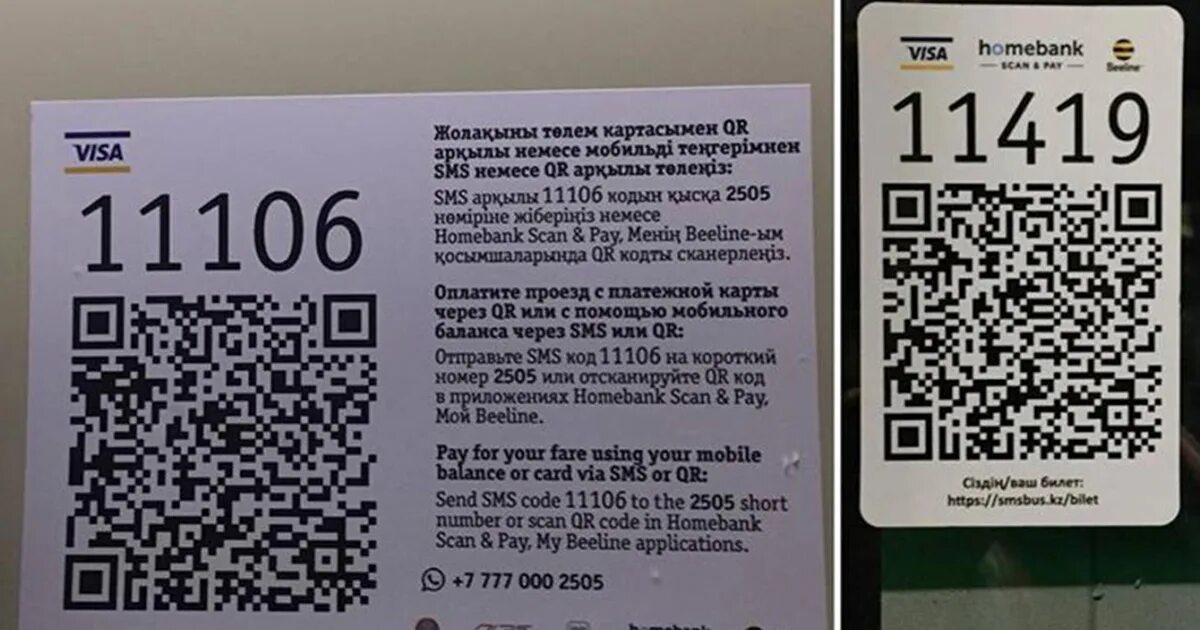 VISA
11106
Жолақыны төлем картасымен QR
арқылы немесе мобильді теңгерімнен
SMS немесе QR арқылы төлеңіз:
SMS арқылы 11106 кодын қысқа 2505
нөміріне жіберіңіз немесе
Homebank Scan & Pay, Менің Beeline-ым
қосымшаларында QR кодты сканерлеңіз.
Оплатите проезд с платежной карты
через QR или с помощью мобильного
баланса через SMS или QR:
Отправьте SMS код 11106 на короткий
номер 2505 или отсканируйте QR код
в приложениях Homebank Scan & Pay,
Мой Beeline.
Pay for your fare using your mobile
balance or card via SMS or QR:
Send SMS code 11106 to the 2505 short
number or scan QR code in Homebank
Scan & Pay, My Beeline applications.
+7 777 000 2505
homebank
VISA
homebank
SCAN & PAY
Beeline
11419
Сіздің/ваш билет:
https://smsbus.kz/bilet